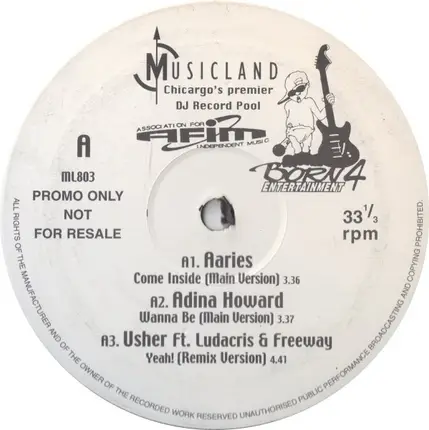 MUSICLAND
Chicargo's premier
DJ Record Pool
ASSOCIATION FOR
AFIM
INDEPENDENT MUSIC
BORN 4
ENTERTAINMENT
A
ML803
PROMO ONLY
NOT
FOR RESALE
33 1/3
rpm
A1. Aaries
Come Inside (Main Version) 3.36
A2. Adina Howard
Wanna Be (Main Version) 3.37
A3. Usher Ft. Ludacris & Freeway
Yeah! (Remix Version) 4.41
ALL RIGHTS OF THE MANUFACTURER AND OF THE OWNER OF THE RECORDED WORK RESERVED UNAUTHORISED PUBLIC PERFORMANCE BROADCASTING AND COPYING PROHIBITED.